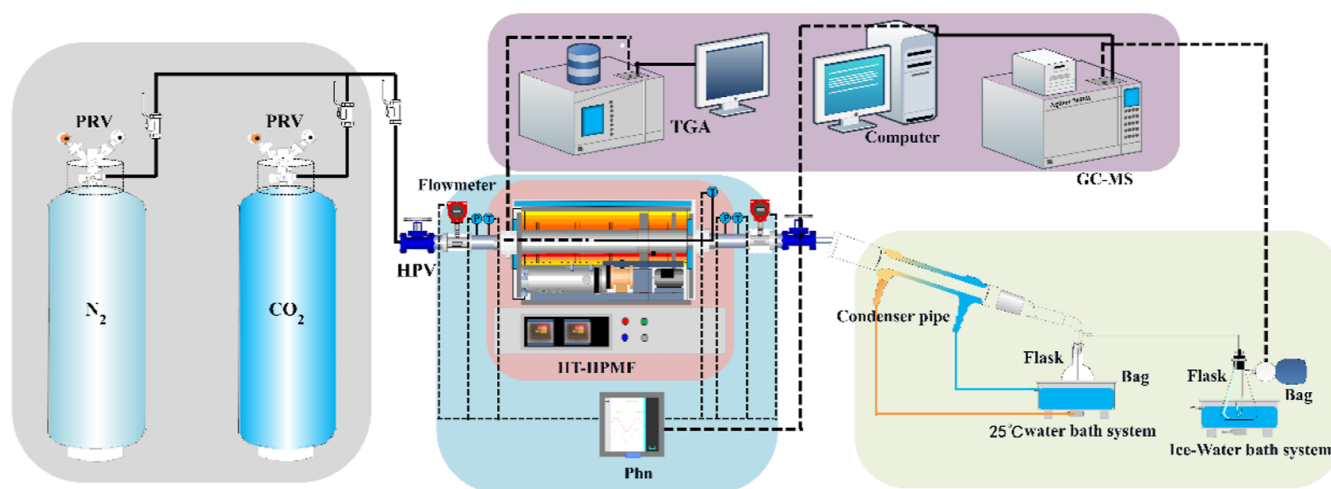 PRV
PRV
N2
CO2
HPV
Flowmeter
P
T
T
P
T
HT-HPMF
Phn
TGA
Computer
Agilent
GC-MS
Condenser pipe
Flask
Bag
25℃water bath system
Flask
Bag
Ice-Water bath system